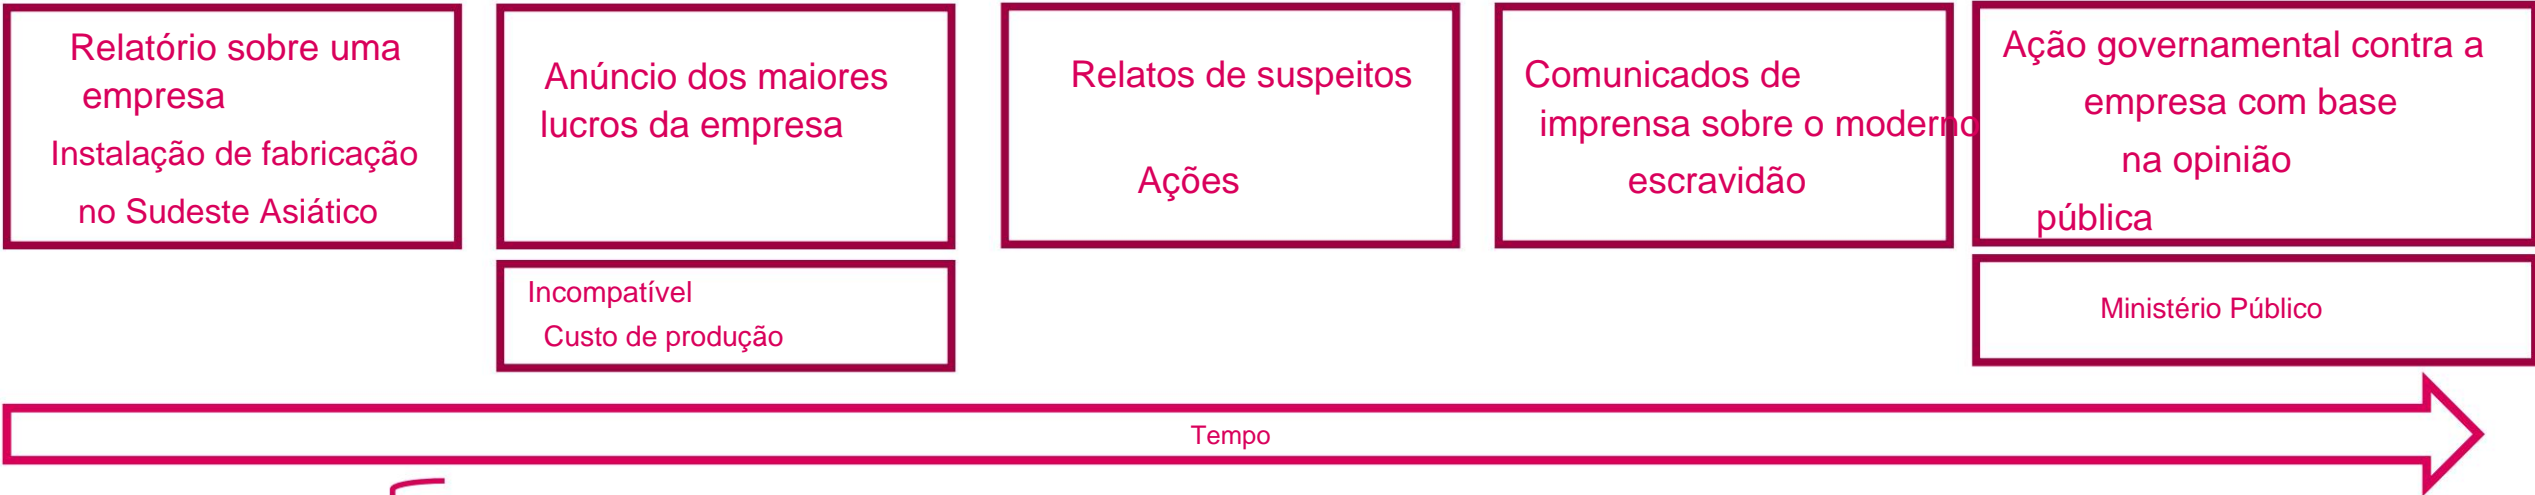 Relatório sobre uma
empresa
Instalação de fabricação
no Sudeste Asiático
Anúncio dos maiores
lucros da empresa
Incompatível
Custo de produção
Relatos de suspeitos
Ações
Comunicados de
imprensa sobre o moderno
escravidão
Ação governamental contra a
empresa com base
na opinião
pública
Ministério Público
Tempo